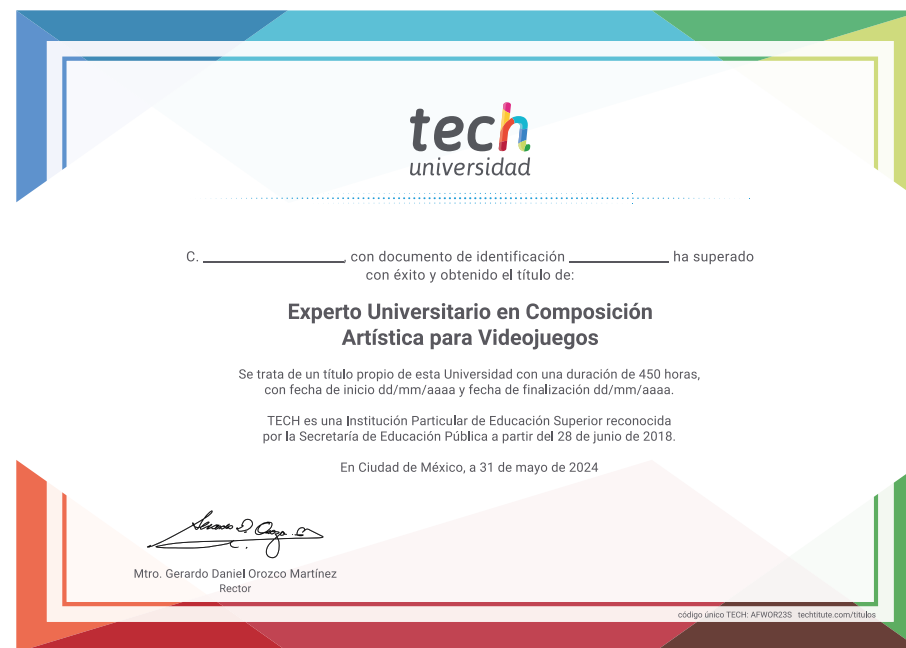 tech
universidad
C. ____________, con documento de identificación _________ ha superado
con éxito y obtenido el título de:
Experto Universitario en Composición
Artística para Videojuegos
Se trata de un título propio de esta Universidad con una duración de 450 horas,
con fecha de inicio dd/mm/aaaa y fecha de finalización dd/mm/aaaa.
TECH es una Institución Particular de Educación Superior reconocida
por la Secretaría de Educación Pública a partir del 28 de junio de 2018.
En Ciudad de México, a 31 de mayo de 2024
Mtro. Gerardo Daniel Orozco Martínez
Rector
código único TECH: AFWOR23S techtitute.com/titulos